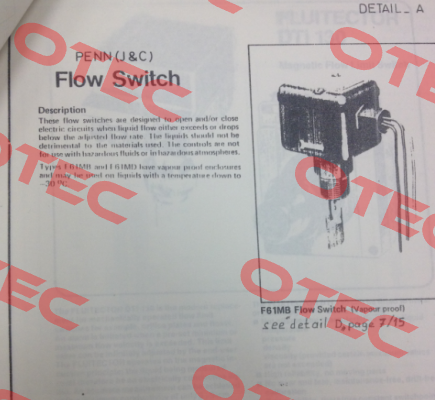 DETAIL_ A
PENN (J & C)
Flow Switch
Description
These flow switches are designed to open and/or close
electric circuits when liquid flow either exceeds or drops
below the adjusted flow rate. The liquids should not be
detrimental to the materials used. The controls are not
for use with hazardous fluids or in hazardous atmospheres.
Types F61MB and F61MD have vapour proof enclosures
and may be used on liquids with a temperature down to
F61MB Flow Switch (Vapour proof)
see detail D, page 7/15
OTEC
OTEC
OTEC
OTEC
OTEC
OTEC
OTEC